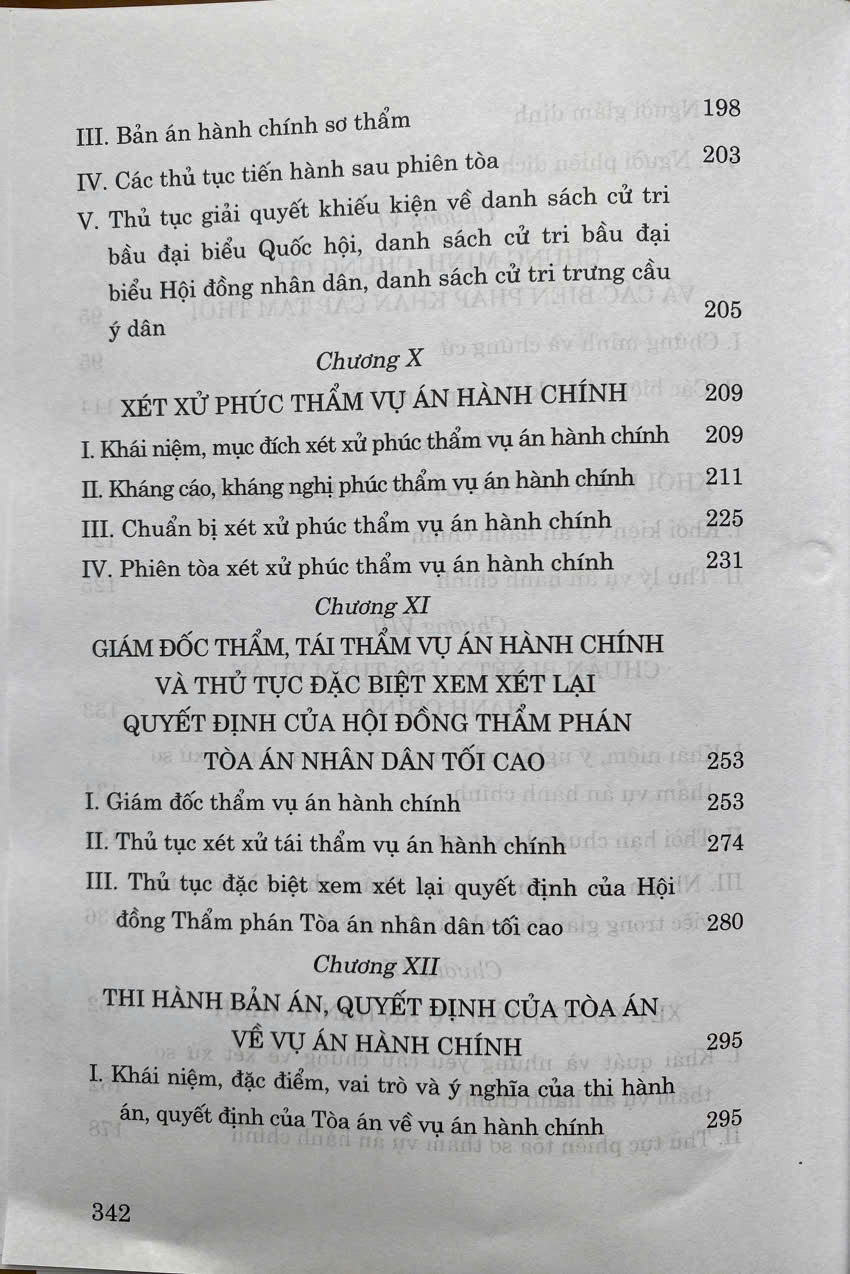 III. Bản án hành chính sơ thẩm 198
IV. Các thủ tục tiến hành sau phiên tòa 203
V. Thủ tục giải quyết khiếu kiện về danh sách cử tri
bầu đại biểu Quốc hội, danh sách cử tri bầu đại
biểu Hội đồng nhân dân, danh sách cử tri trưng cầu
ý dân 205
Chương X
XÉT XỬ PHÚC THẨM VỤ ÁN HÀNH CHÍNH 209
I. Khái niệm, mục đích xét xử phúc thẩm vụ án hành chính 209
II. Kháng cáo, kháng nghị phúc thẩm vụ án hành chính 211
III. Chuẩn bị xét xử phúc thẩm vụ án hành chính 225
IV. Phiên tòa xét xử phúc thẩm vụ án hành chính 231
Chương XI
GIÁM ĐỐC THẨM, TÁI THẨM VỤ ÁN HÀNH CHÍNH
VÀ THỦ TỤC ĐẶC BIỆT XEM XÉT LẠI
QUYẾT ĐỊNH CỦA HỘI ĐỒNG THẨM PHÁN
TÒA ÁN NHÂN DÂN TỐI CAO 253
I. Giám đốc thẩm vụ án hành chính 253
II. Thủ tục xét xử tái thẩm vụ án hành chính 274
III. Thủ tục đặc biệt xem xét lại quyết định của Hội
đồng Thẩm phán Tòa án nhân dân tối cao 280
Chương XII
THI HÀNH BẢN ÁN, QUYẾT ĐỊNH CỦA TÒA ÁN
VỀ VỤ ÁN HÀNH CHÍNH 295
I. Khái niệm, đặc điểm, vai trò và ý nghĩa của thi hành
án, quyết định của Tòa án về vụ án hành chính 295
342